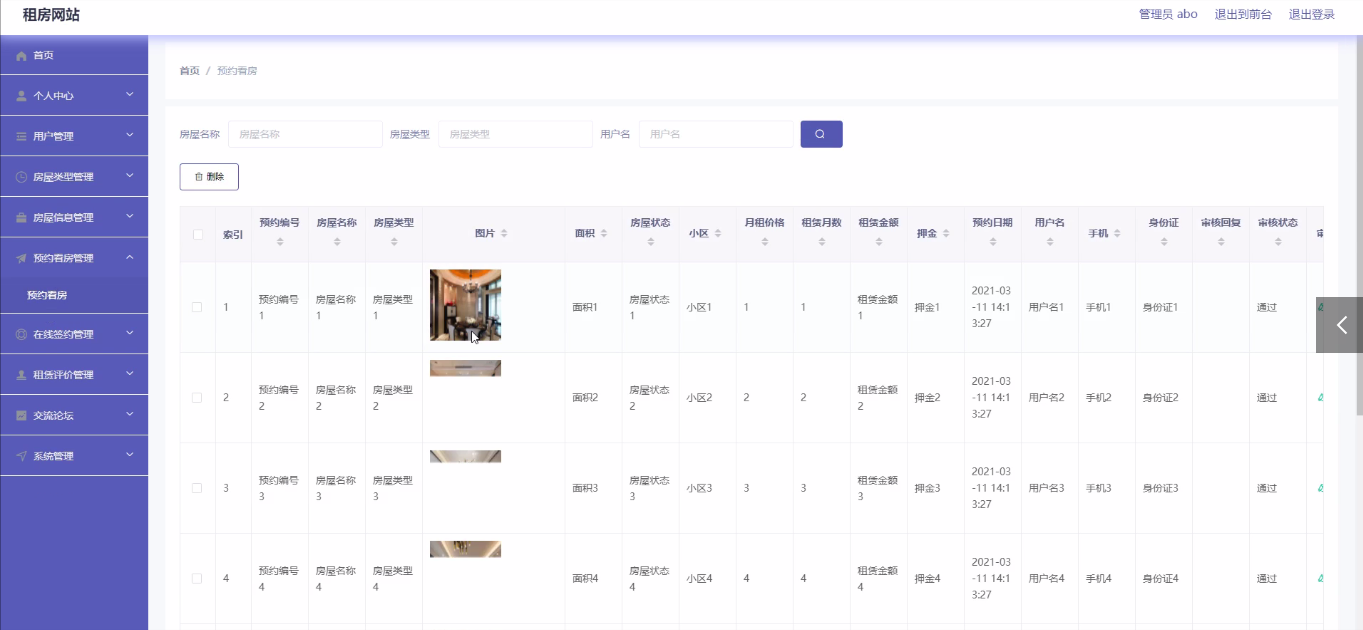 租房网站
管理员 abo 退出到前台 退出登录
首页
个人中心
用户管理
房屋类型管理
房屋信息管理
预约看房管理
预约看房
在线签约管理
租赁评价管理
交流论坛
系统管理
首页 / 预约看房
房屋名称 房屋名称 房屋类型 房屋类型 用户名 用户名
删除
索引 预约编号 房屋名称 房屋类型 图片 面积 房屋状态 小区 月租价格 租赁月数 租赁金额 押金 预约日期 用户名 手机 身份证 审核回复 审核状态
1 预约编号1 房屋名称1 房屋类型1 面积1 房屋状态1 小区1 1 1 租赁金额1 押金1 2021-03-11 14:13:27 用户名1 手机1 身份证1 通过
2 预约编号2 房屋名称2 房屋类型2 面积2 房屋状态2 小区2 2 2 租赁金额2 押金2 2021-03-11 14:13:27 用户名2 手机2 身份证2 通过
3 预约编号3 房屋名称3 房屋类型3 面积3 房屋状态3 小区3 3 3 租赁金额3 押金3 2021-03-11 14:13:27 用户名3 手机3 身份证3 通过
4 预约编号4 房屋名称4 房屋类型4 面积4 房屋状态4 小区4 4 4 租赁金额4 押金4 2021-03-11 14:13:27 用户名4 手机4 身份证4 通过